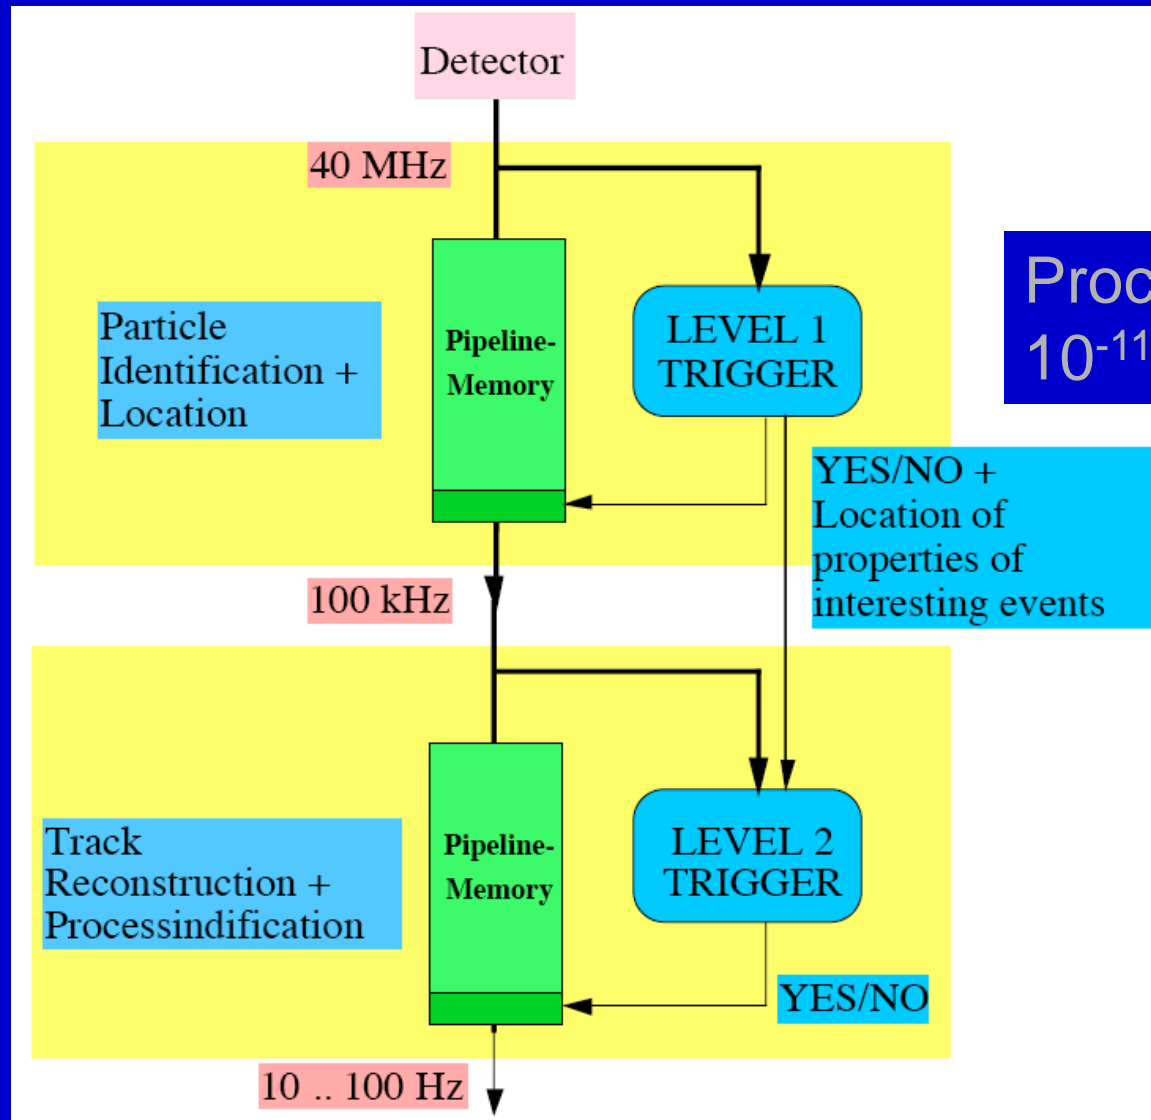 Detector
40 MHz
Particle
Identification +
Location
Pipeline-
Memory
LEVEL 1
TRIGGER
10⁻¹¹
YES/NO +
Location of
properties of
interesting events
100 kHz
Track
Reconstruction +
Processindification
Pipeline-
Memory
LEVEL 2
TRIGGER
YES/NO
10 .. 100 Hz